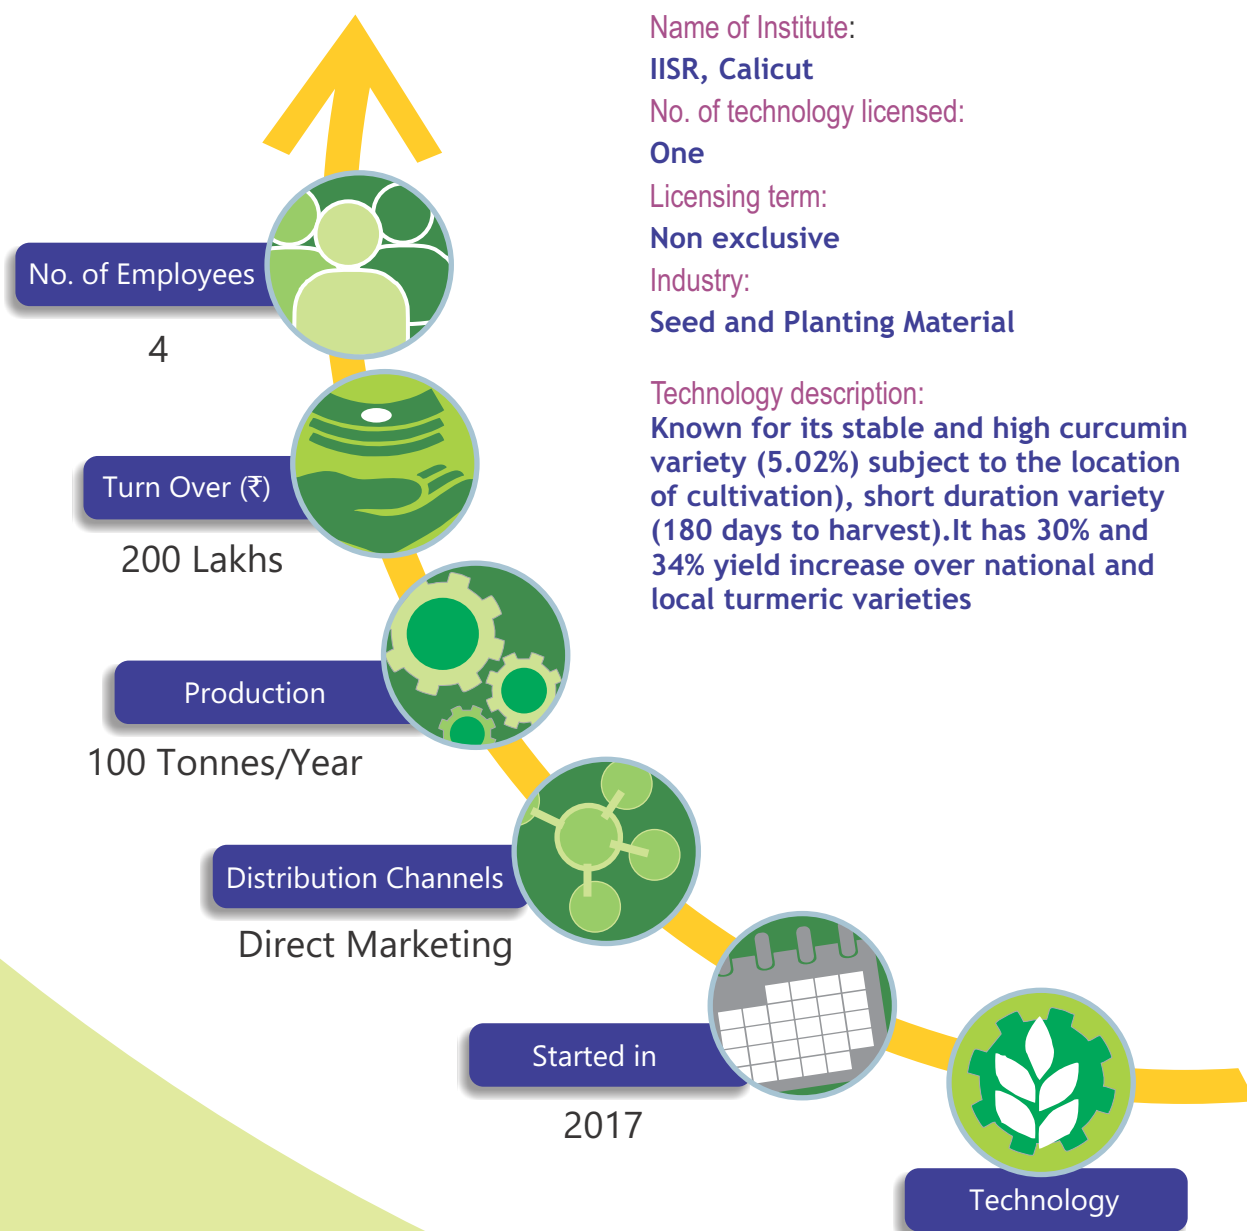 Name of Institute:
IISR, Calicut
No. of technology licensed:
One
Licensing term:
Non exclusive
Industry:
Seed and Planting Material
Technology description:
Known for its stable and high curcumin
variety (5.02%) subject to the location
of cultivation), short duration variety
(180 days to harvest).It has 30% and
34% yield increase over national and
local turmeric varieties
No. of Employees
4
Turn Over (₹)
200 Lakhs
Production
100 Tonnes/Year
Distribution Channels
Direct Marketing
Started in
2017
Technology